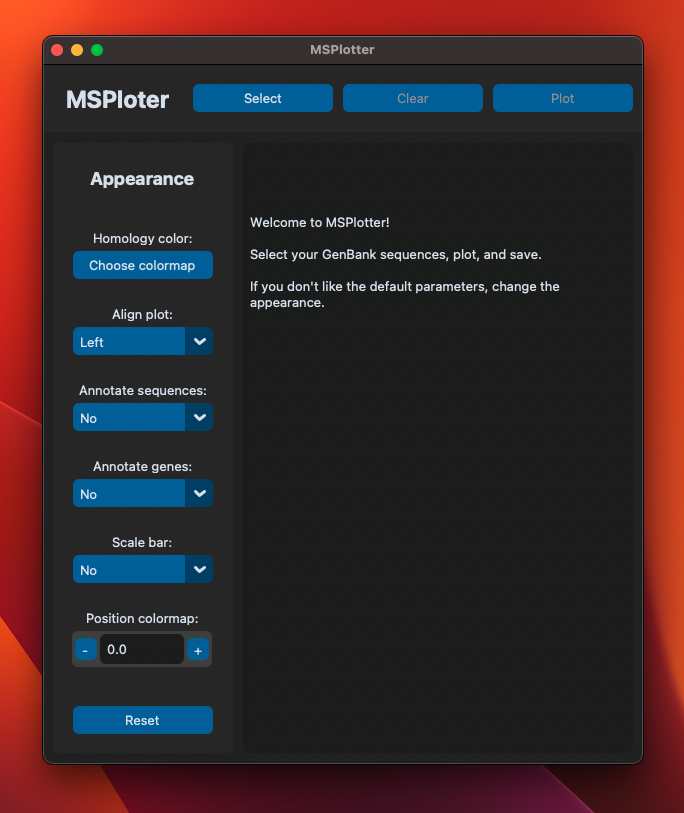 MSPlotter
MSPloter
Select
Clear
Plot
Appearance
Homology color:
Choose colormap
Align plot:
Left
Annotate sequences:
No
Annotate genes:
No
Scale bar:
No
Position colormap:
- 0.0 +
Reset
Welcome to MSPlotter!
Select your GenBank sequences, plot, and save.
If you don't like the default parameters, change the
appearance.